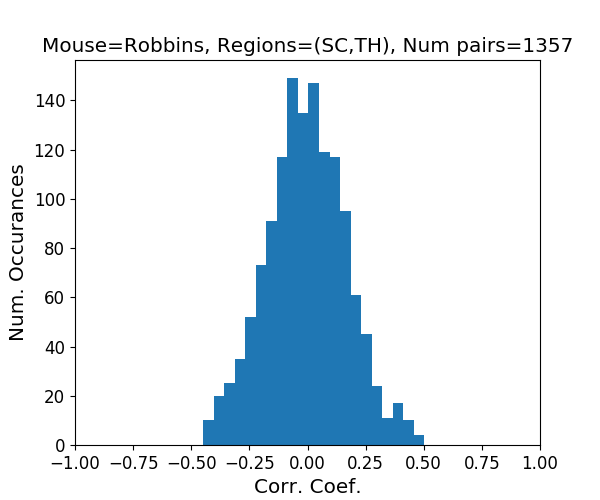 Mouse=Robbins, Regions=(SC,TH), Num pairs=1357
Num. Occurances
140
120
100
80
60
40
20
0
−1.00 −0.75 −0.50 −0.25 0.00 0.25 0.50 0.75 1.00
Corr. Coef.